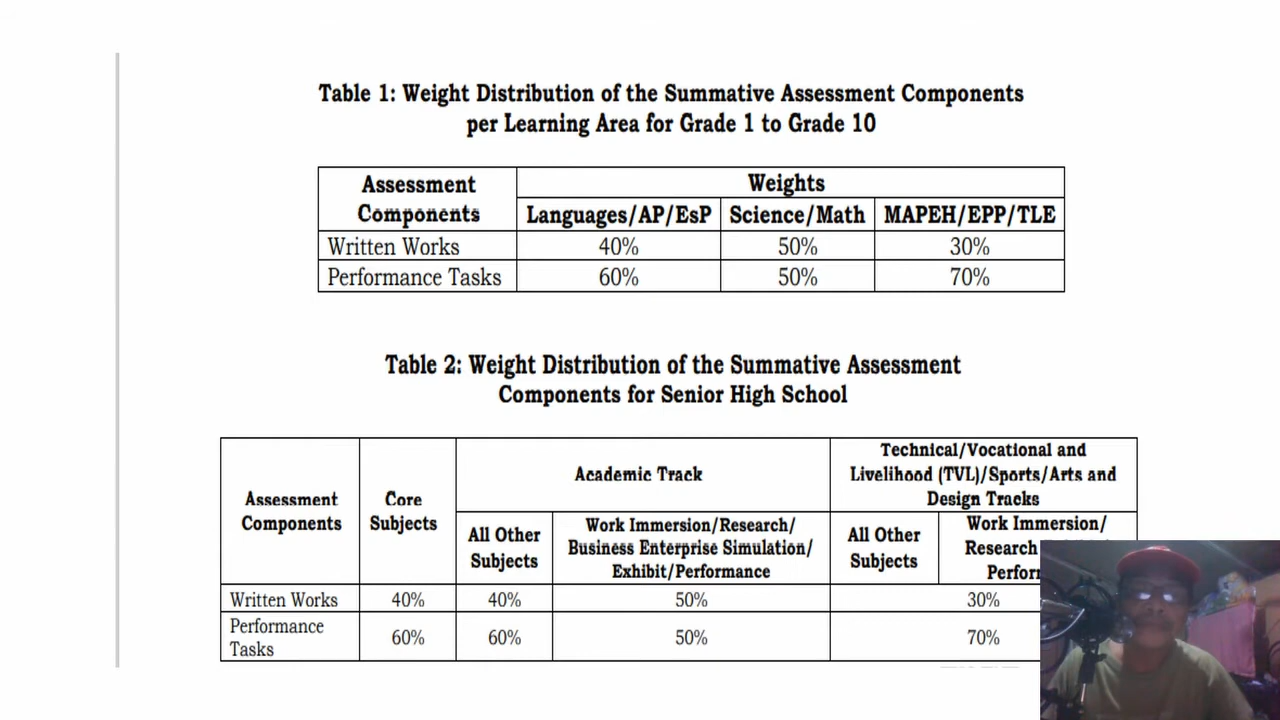 Table 1: Weight Distribution of the Summative Assessment Components
per Learning Area for Grade 1 to Grade 10
Assessment
Components
Weights
Languages/AP/EsP Science/Math MAPEH/EPP/TLE
Written Works 40% 50% 30%
Performance Tasks 60% 50% 70%
Table 2: Weight Distribution of the Summative Assessment
Components for Senior High School
Assessment
Components
Core
Subjects
Academic Track
Technical/Vocational and
Livelihood (TVL)/Sports/Arts and
Design Tracks
All Other
Subjects
Work Immersion/Research/
Business Enterprise Simulation/
Exhibit/Performance
All Other
Subjects
Work Immersion/
Research
Written Works 40% 40% 50% 30%
Performance
Tasks 60% 60% 50% 70%